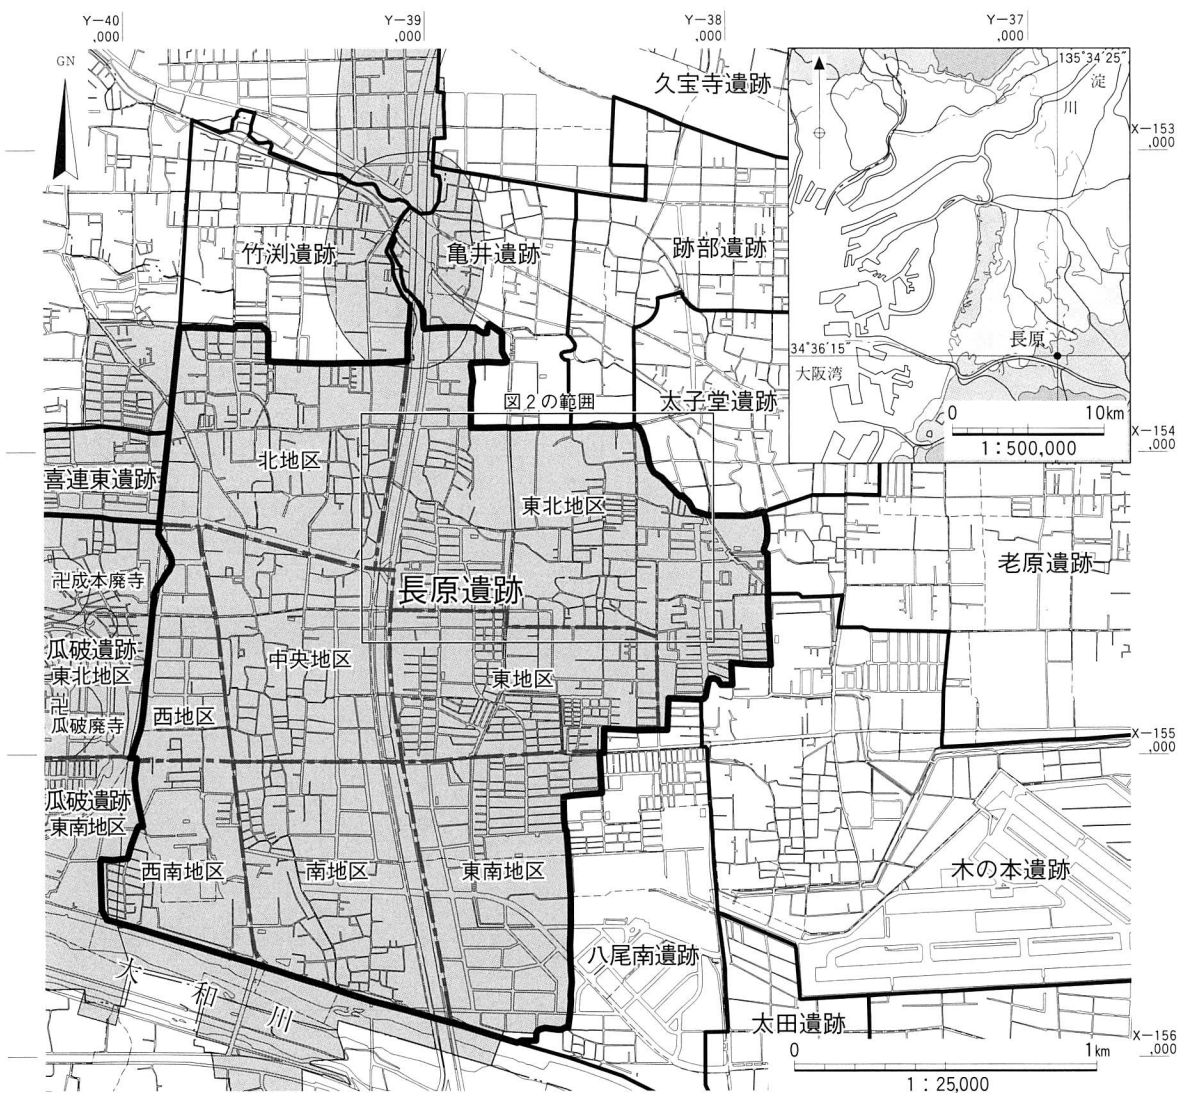 Y-40
,000
Y-39
,000
Y-38
,000
Y-37
,000
GN
久宝寺遺跡
135°34′25″
淀
川
X-153
,000
竹渕遺跡
亀井遺跡
跡部遺跡
34°36′15″
長原
大阪湾
0
10km
1：500,000
図２の範囲
太子堂遺跡
X-154
,000
北地区
喜連東遺跡
東北地区
老原遺跡
卍成本廃寺
長原遺跡
瓜破遺跡
東北地区
中央地区
東地区
西地区
卍
瓜破廃寺
X-155
,000
瓜破遺跡
東南地区
西南地区
南地区
東南地区
木の本遺跡
八尾南遺跡
大和川
太田遺跡
X-156
,000
0
1km
1：25,000